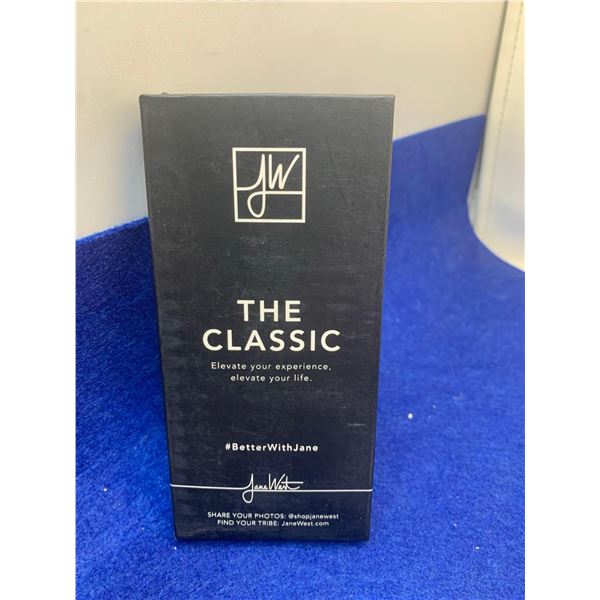 JW
THE
CLASSIC
Elevate your experience,
elevate your life.
#BetterWithJane
Jane West
SHARE YOUR PHOTOS: @shopjanewest
FIND YOUR TRIBE: JaneWest.com